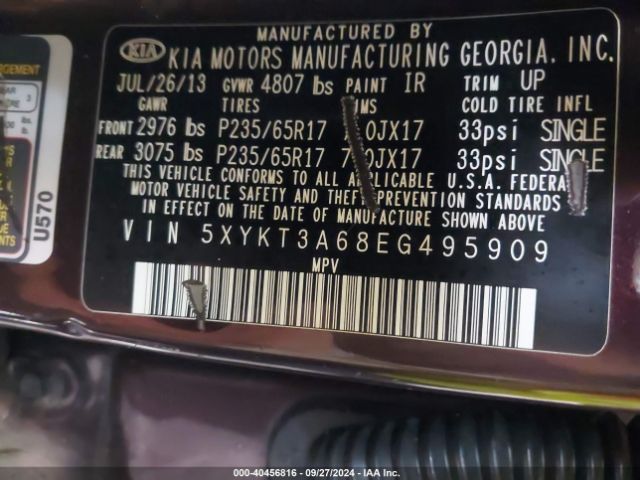 MANUFACTURED BY
KIA KIA MOTORS MANUFACTURING GEORGIA, INC.
JUL/26/13 GVWR 4807 lbs PAINT IR TRIM UP
GAWR TIRES COLD TIRE INFL
FRONT 2976 lbs P235/65R17 33psi SINGLE
REAR 3075 lbs P235/65R17 33psi SINGLE
THIS VEHICLE CONFORMS TO ALL APPLICABLE U.S.A. FEDERAL
MOTOR VEHICLE SAFETY AND THEFT PREVENTION STANDARDS
IN EFFECT ON THE DATE OF MANUFACTURE SHOWN ABOVE
VIN 5XYKT3A68EG495909
MPV
U570
000-40456816 - 09/27/2024 - IAA Inc.